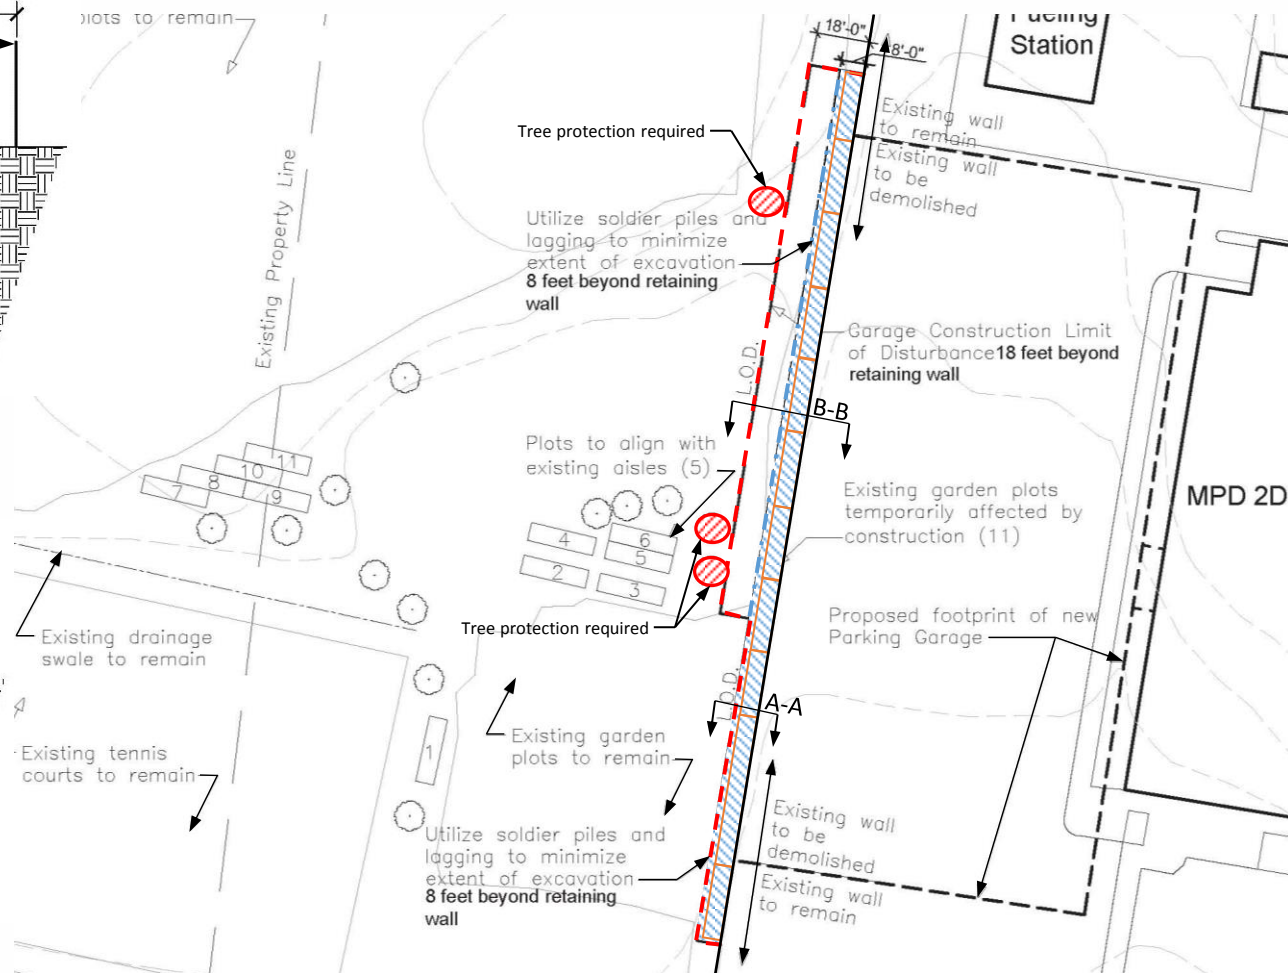 plots to remain
18'-0"
8'-0"
Fueling
Station
Tree protection required
Existing wall
to remain
Existing wall
to be
demolished
Existing Property Line
Utilize soldier piles and
lagging to minimize
extent of excavation
8 feet beyond retaining
wall
Garage Construction Limit
of Disturbance 18 feet beyond
retaining wall
L.O.D.
B-B
Plots to align with
existing aisles (5)
11
10
8
7
9
Existing garden plots
temporarily affected by
construction (11)
MPD 2D
4
6
5
2
3
Existing drainage
swale to remain
Tree protection required
Proposed footprint of new
Parking Garage
L.O.D.
A-A
1
Existing tennis
courts to remain
Existing garden
plots to remain
Existing wall
to be
demolished
Existing wall
to remain
Utilize soldier piles and
lagging to minimize
extent of excavation
8 feet beyond retaining
wall